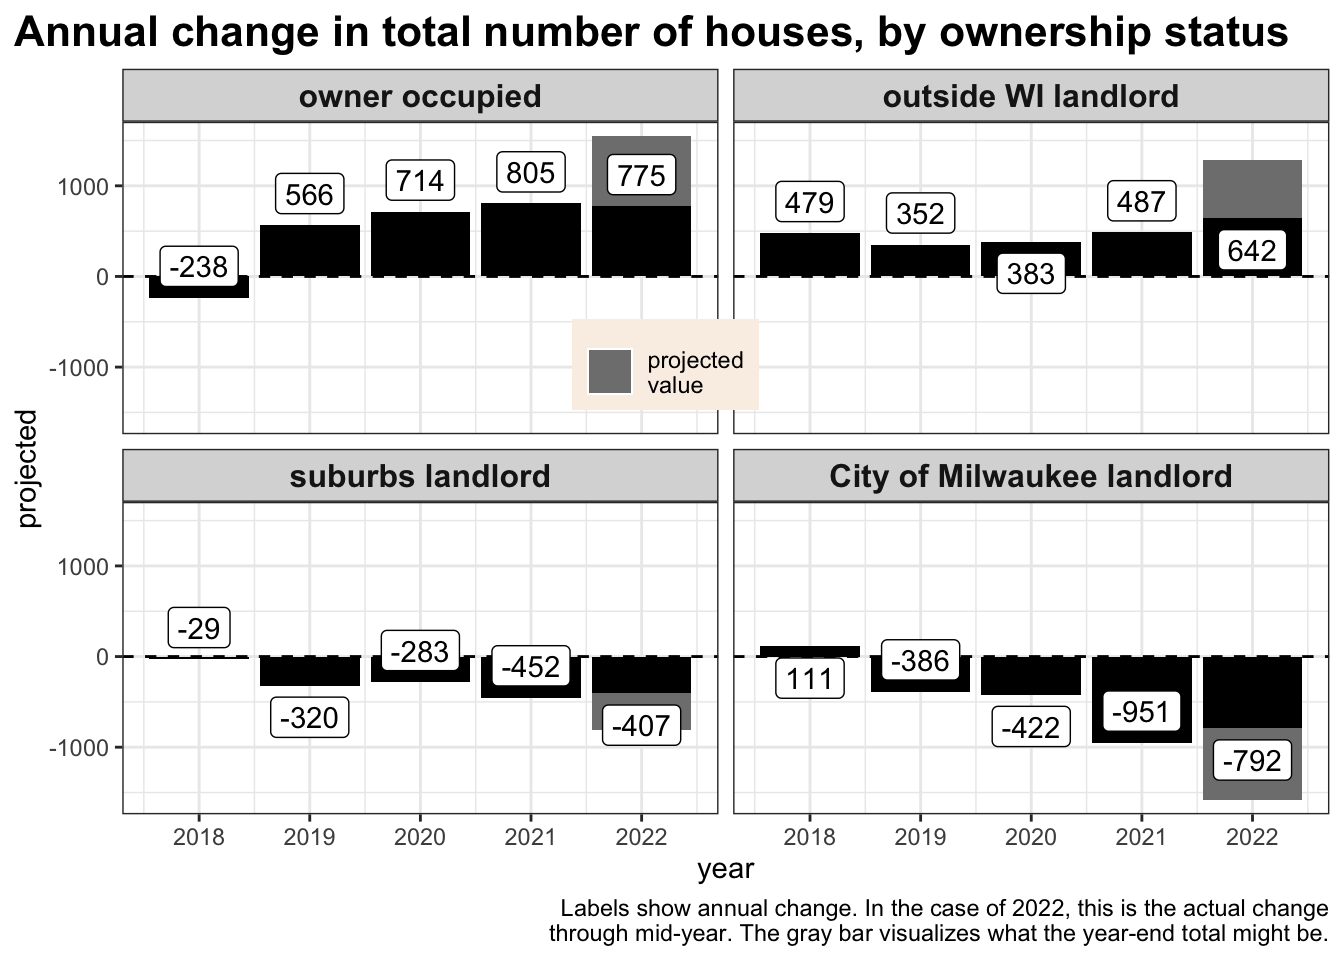 Annual change in total number of houses, by ownership status
owner occupied
outside WI landlord
1000
0
-1000
-238
566
714
805
775
479
352
383
487
642
projected
value
projected
suburbs landlord
City of Milwaukee landlord
1000
0
-1000
-29
-320
-283
-452
-407
111
-386
-422
-951
-792
2018 2019 2020 2021 2022
2018 2019 2020 2021 2022
year
Labels show annual change. In the case of 2022, this is the actual change
through mid-year. The gray bar visualizes what the year-end total might be.